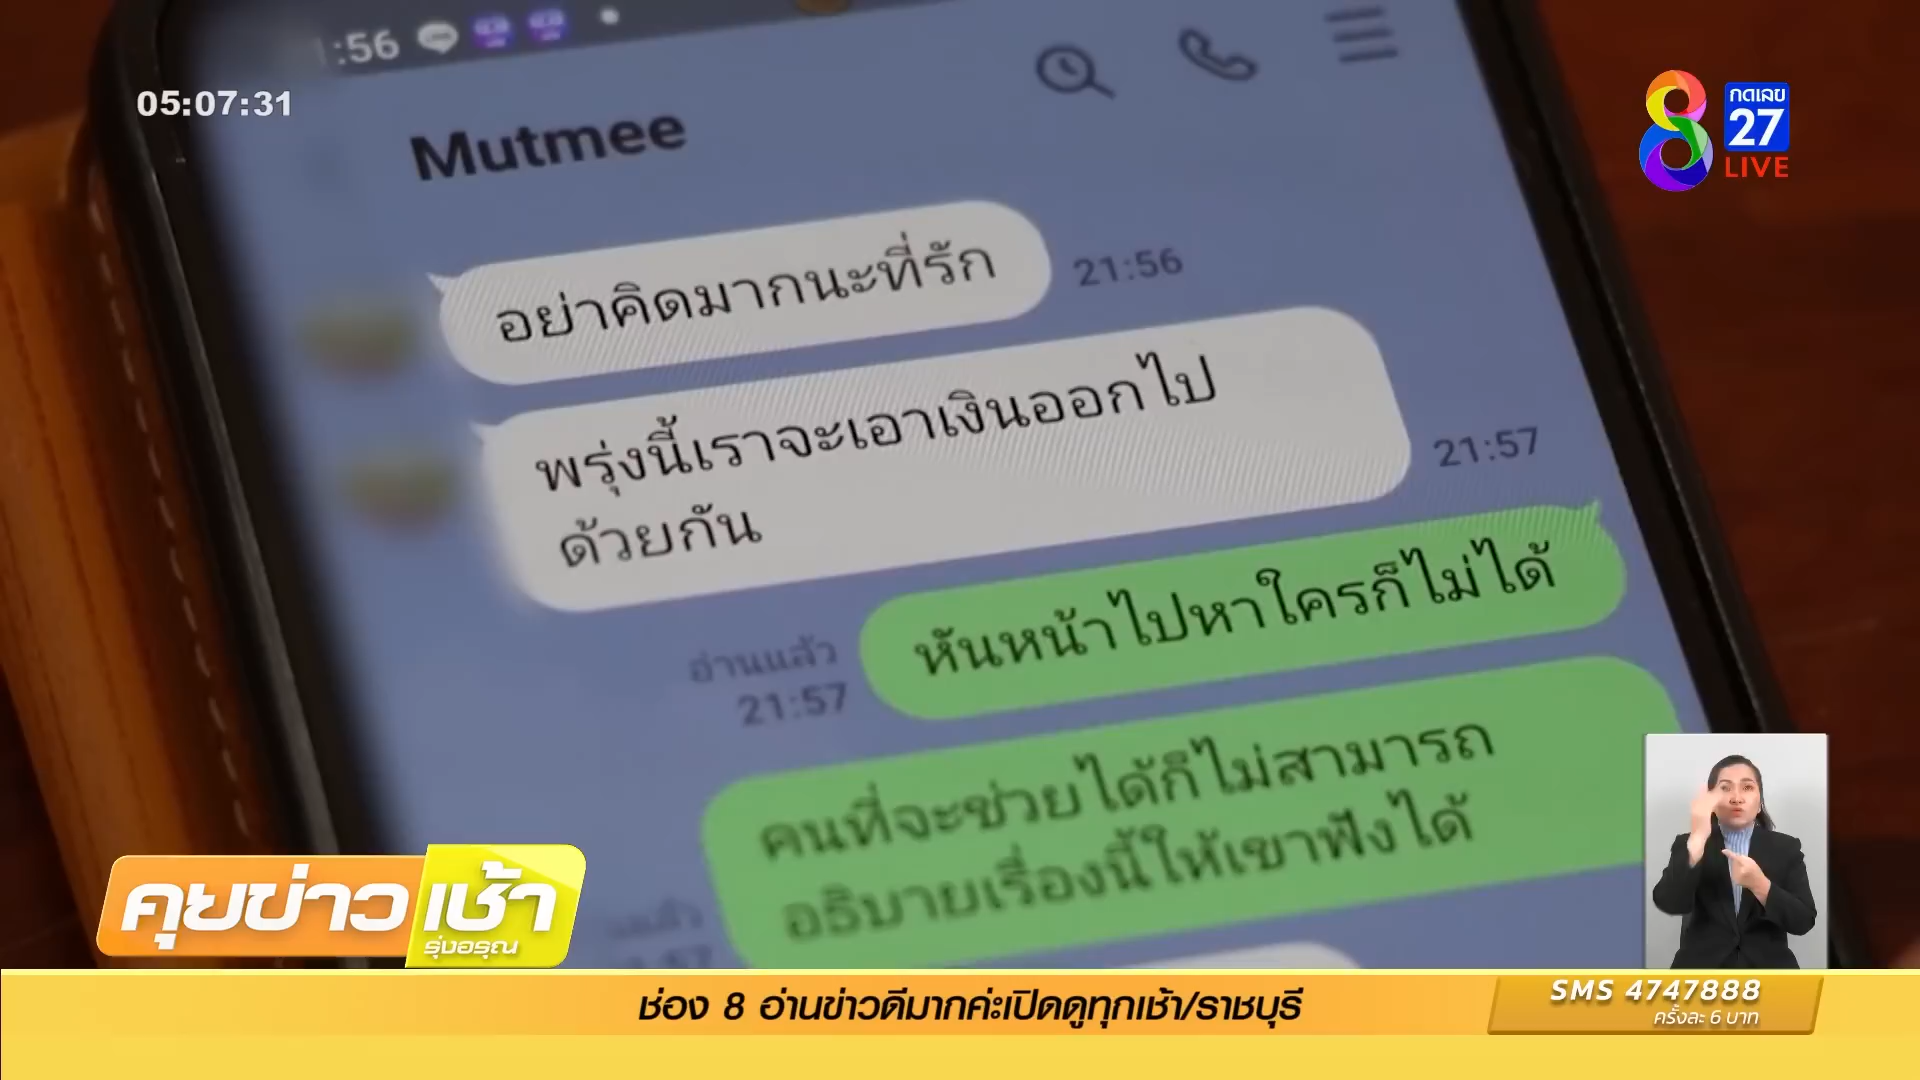 :56
05:07:31
Mutmee
กดเลข
27
LIVE
อย่าคิดมากนะที่รัก
21:56
พรุ่งนี้เราจะเอาเงินออกไป
ด้วยกัน
21:57
หันหน้าไปหาใครก็ไม่ได้
อ่านแล้ว
21:57
คนที่จะช่วยได้ก็ไม่สามารถ
อธิบายเรื่องนี้ให้เขาฟังได้
คุยข่าวเช้า
รุ่งอรุณ
ช่อง 8 อ่านข่าวดีมากค่ะเปิดดูทุกเช้า/ราชบุรี
SMS 4747888
ครั้งละ 6 บาท